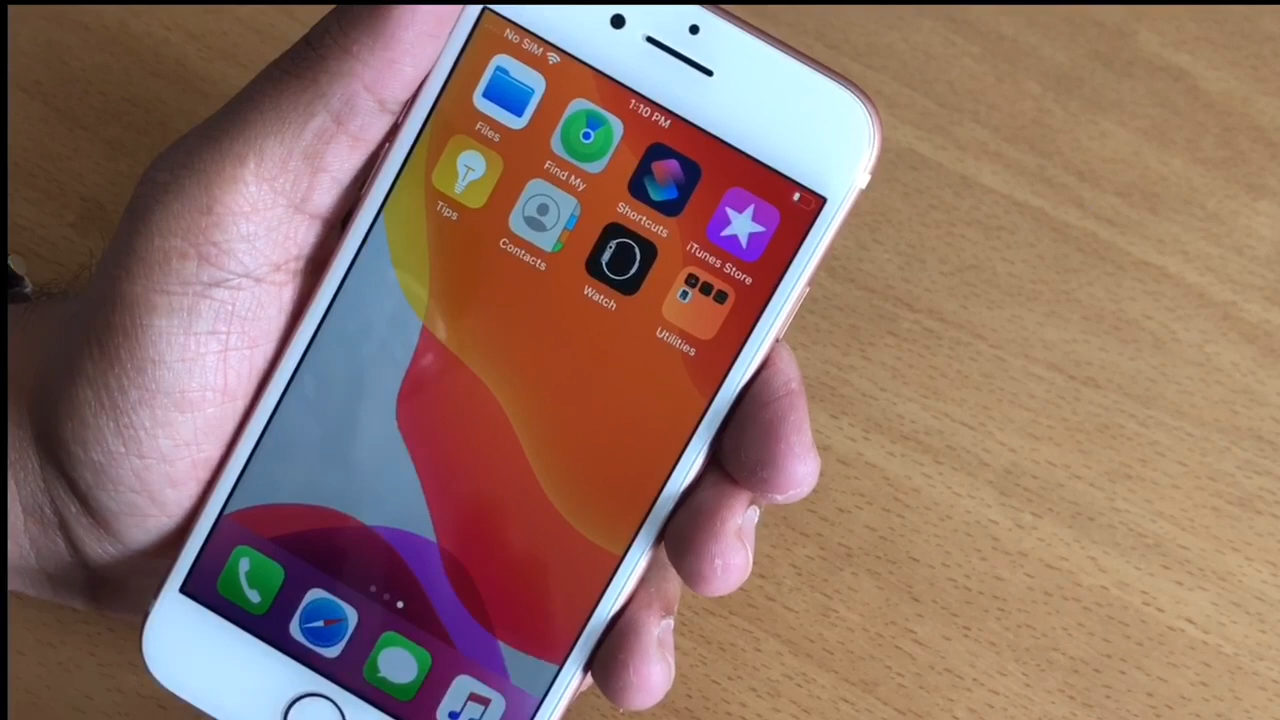 No SIM
1:10 PM
Files
Find My
Shortcuts
iTunes Store
Tips
Contacts
Watch
Utilities